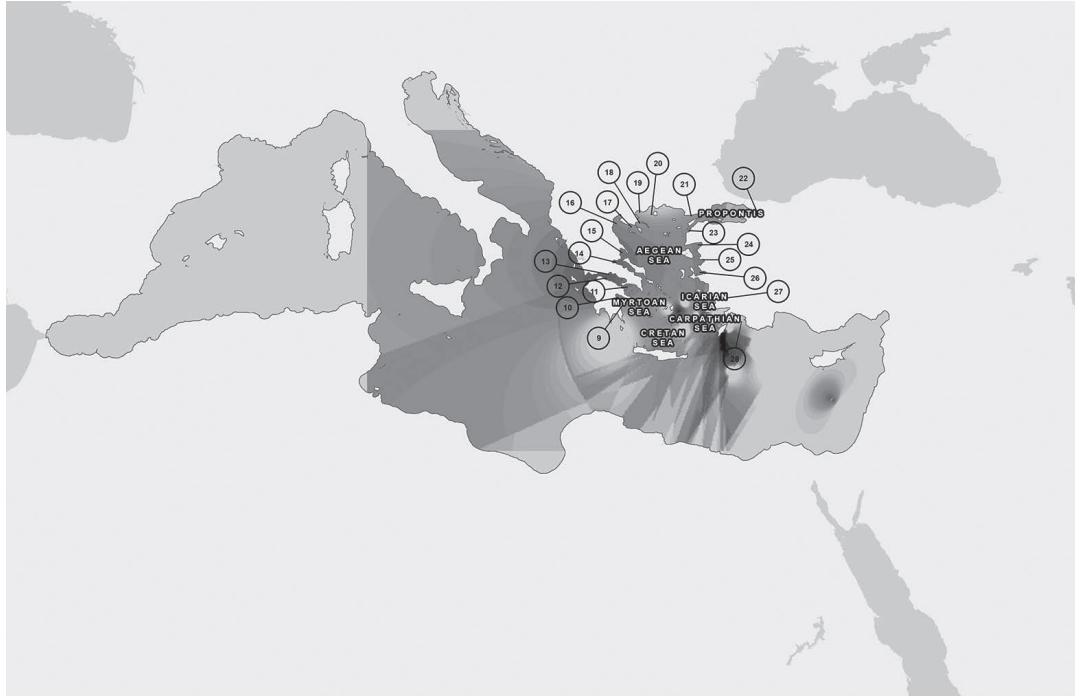 20
18
19
21
22
16
17
PROPONTIS
15
23
14
24
AEGEAN
SEA
13
25
12
11
26
ICARIAN
SEA
27
10
MYRTOAN
SEA
CARPATHIAN
SEA
9
CRETAN
SEA
28